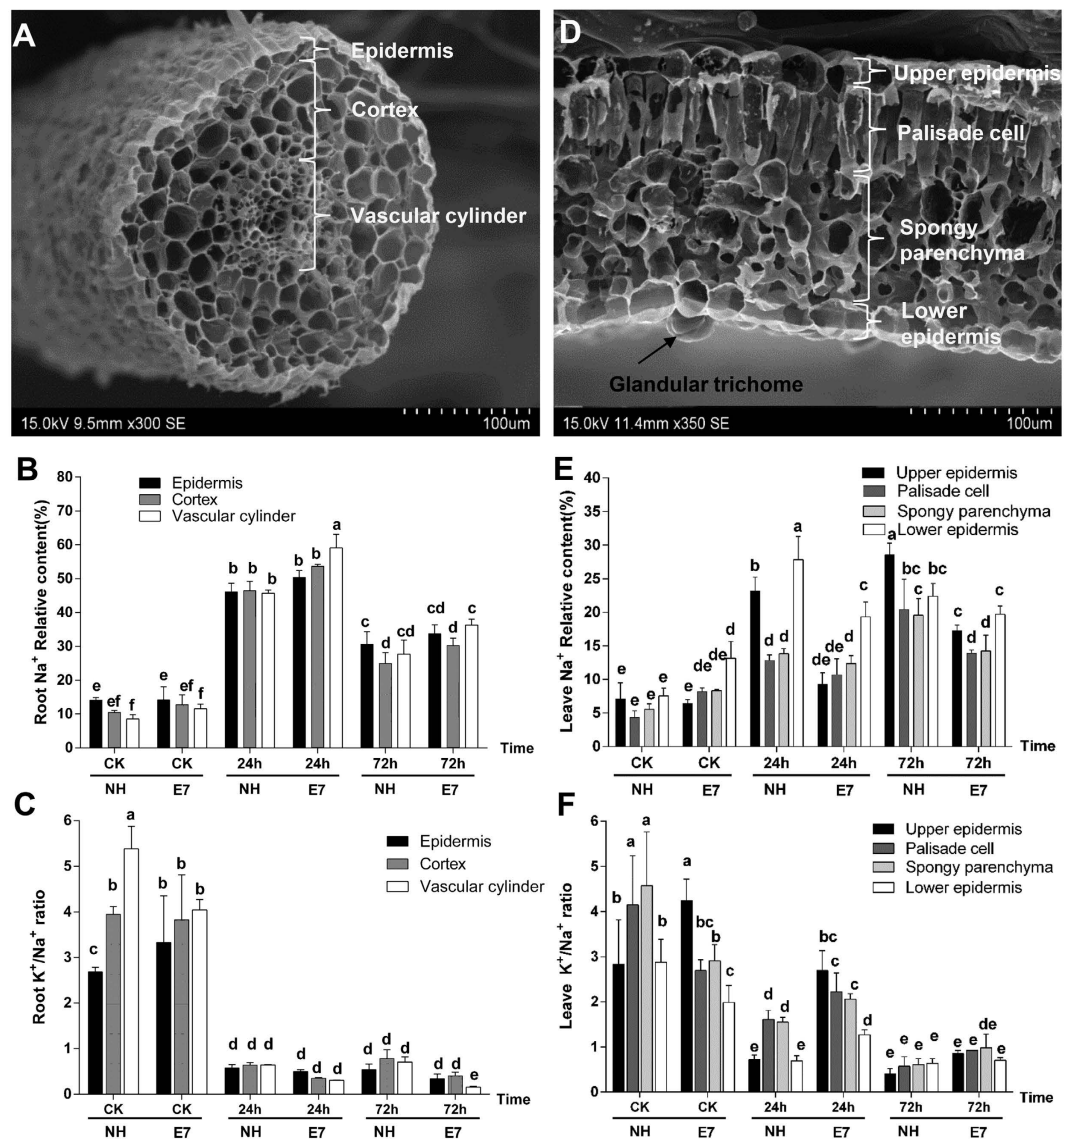 A
Epidermis
Cortex
Vascular cylinder
15.0kV 9.5mm x300 SE
100um
D
Upper epidermis
Palisade cell
Spongy
parenchyma
Lower
epidermis
Glandular trichome
15.0kV 11.4mm x350 SE
100um
B
Root Na⁺ Relative content(%)
80
70
60
50
40
30
20
10
0
Epidermis
Cortex
Vascular cylinder
e ef f e ef f b b b b b a b d cd cd d c
CK CK 24h 24h 72h 72h
Time
NH E7 NH E7 NH E7
E
Leave Na⁺ Relative content(%)
40
35
30
25
20
15
10
5
0
Upper epidermis
Palisade cell
Spongy parenchyma
Lower epidermis
e e e e e de de d b d d a de d d c a bc c bc c d d c
CK CK 24h 24h 72h 72h
Time
NH E7 NH E7 NH E7
C
Root K⁺/Na⁺ ratio
6
5
4
3
2
1
0
Epidermis
Cortex
Vascular cylinder
c b a b b b d d d d d d d d d d d e
CK CK 24h 24h 72h 72h
Time
NH E7 NH E7 NH E7
F
Leave K⁺/Na⁺ ratio
6
5
4
3
2
1
0
Upper epidermis
Palisade cell
Spongy parenchyma
Lower epidermis
b a a b a bc b c e d d e bc c c d e e e e e e de e
CK CK 24h 24h 72h 72h
Time
NH E7 NH E7 NH E7